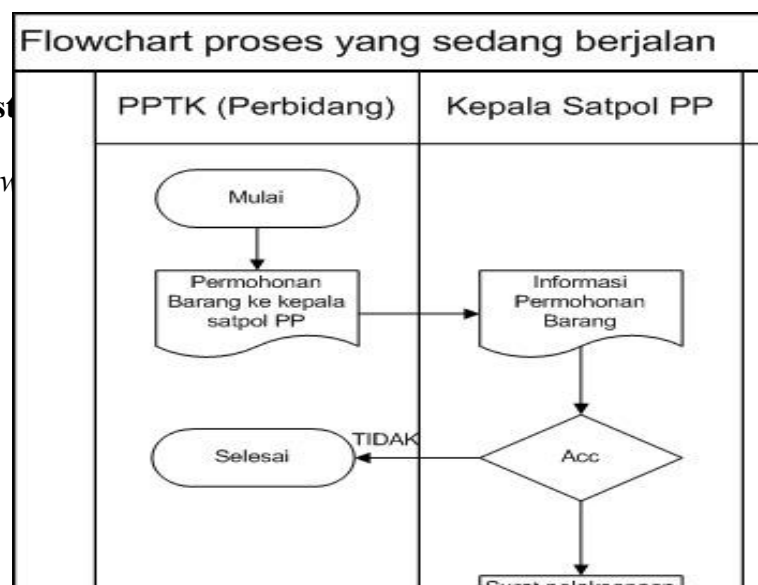 Flowchart proses yang sedang berjalan
PPTK (Perbidang)
Kepala Satpol PP
Mulai
Permohonan
Barang ke kepala
satpol PP
Informasi
Permohonan
Barang
Selesai
TIDAK
Acc